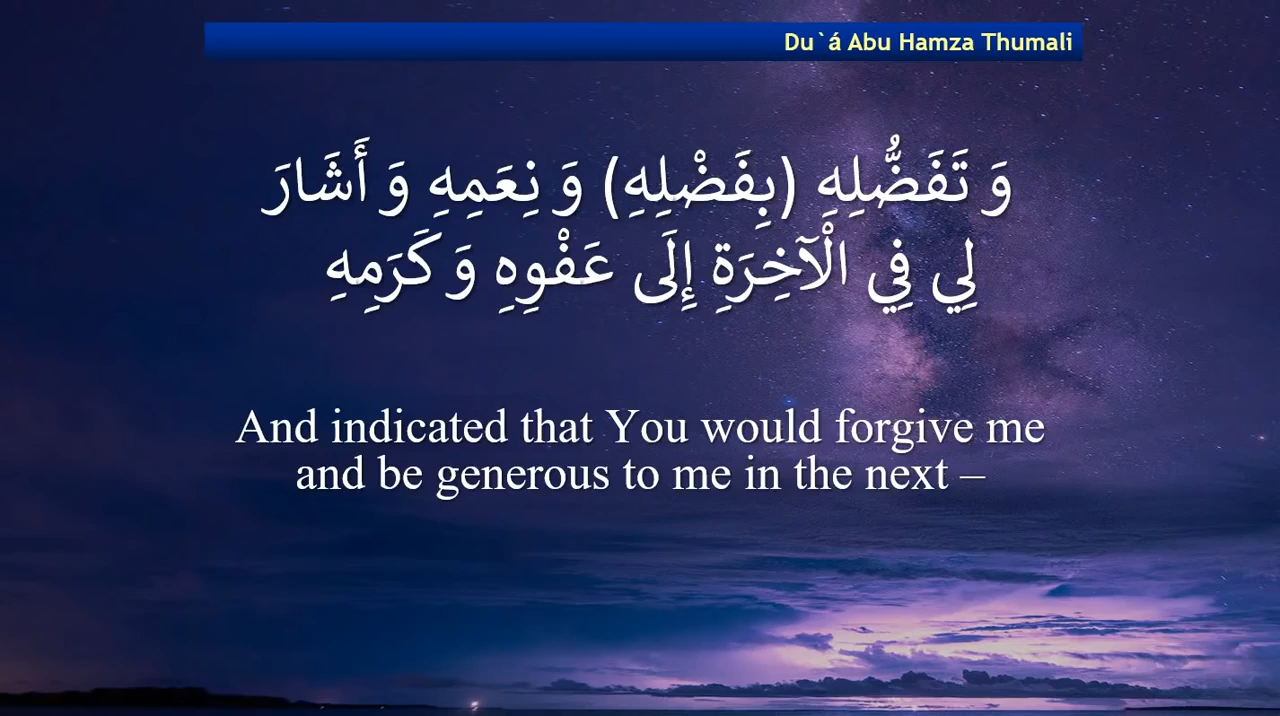 Du`á Abu Hamza Thumali
وَ تَفَضُّلِهِ (بِفَضْلِهِ) وَ نِعَمِهِ وَ أَشَارَ
لِي فِي الْآخِرَةِ إِلَى عَفْوِهِ وَ كَرَمِهِ
And indicated that You would forgive me
and be generous to me in the next –